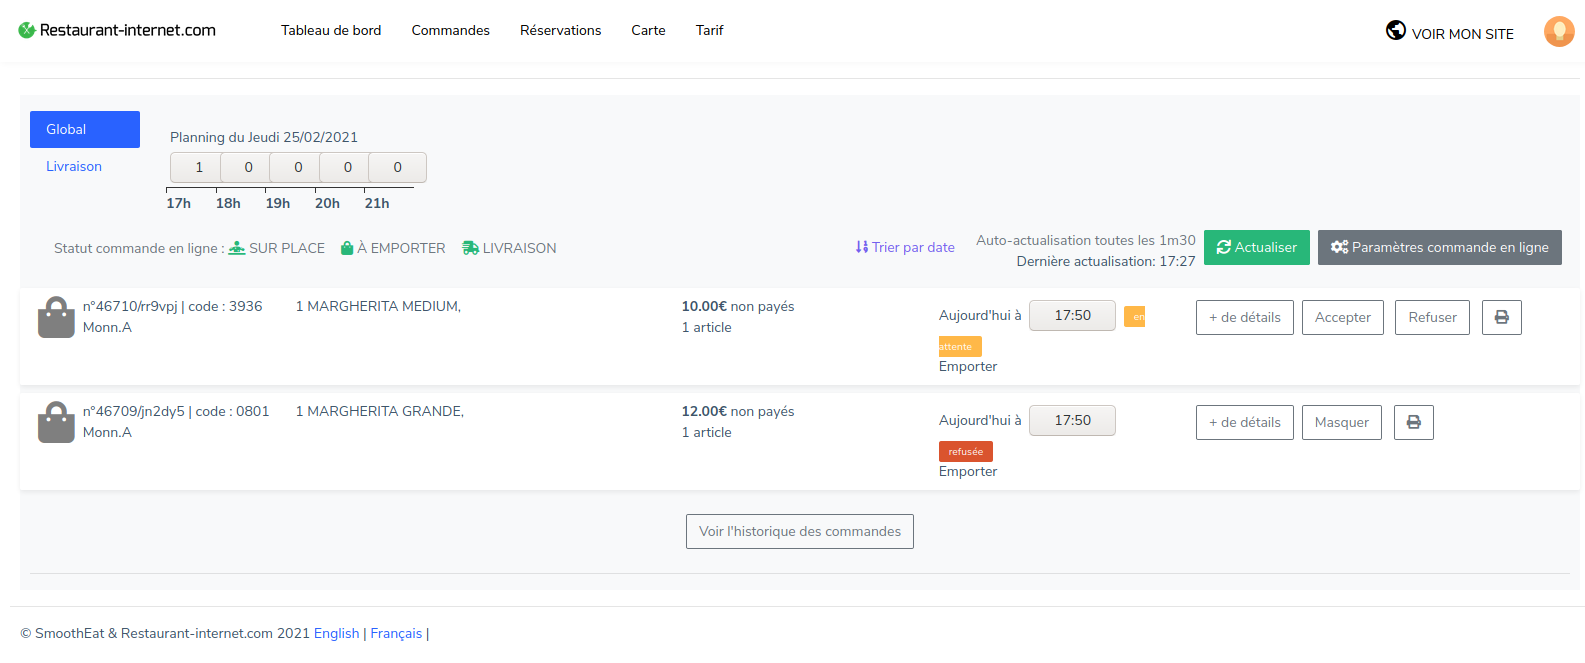 Restaurant-internet.com Tableau de bord Commandes Réservations Carte Tarif VOIR MON SITE
Global
Livraison
Planning du Jeudi 25/02/2021
1 0 0 0 0
17h 18h 19h 20h 21h
Statut commande en ligne : SUR PLACE À EMPORTER LIVRAISON
Trier par date
Auto-actualisation toutes les 1m30
Dernière actualisation: 17:27
Actualiser
Paramètres commande en ligne
n°46710/rr9vpj | code : 3936
Monn.A
1 MARGHERITA MEDIUM,
10.00€ non payés
1 article
Aujourd'hui à 17:50 en
attente
Emporter
+ de détails Accepter Refuser
n°46709/jn2dy5 | code : 0801
Monn.A
1 MARGHERITA GRANDE,
12.00€ non payés
1 article
Aujourd'hui à 17:50
refusée
Emporter
+ de détails Masquer
Voir l'historique des commandes
© SmoothEat & Restaurant-internet.com 2021 English | Français |